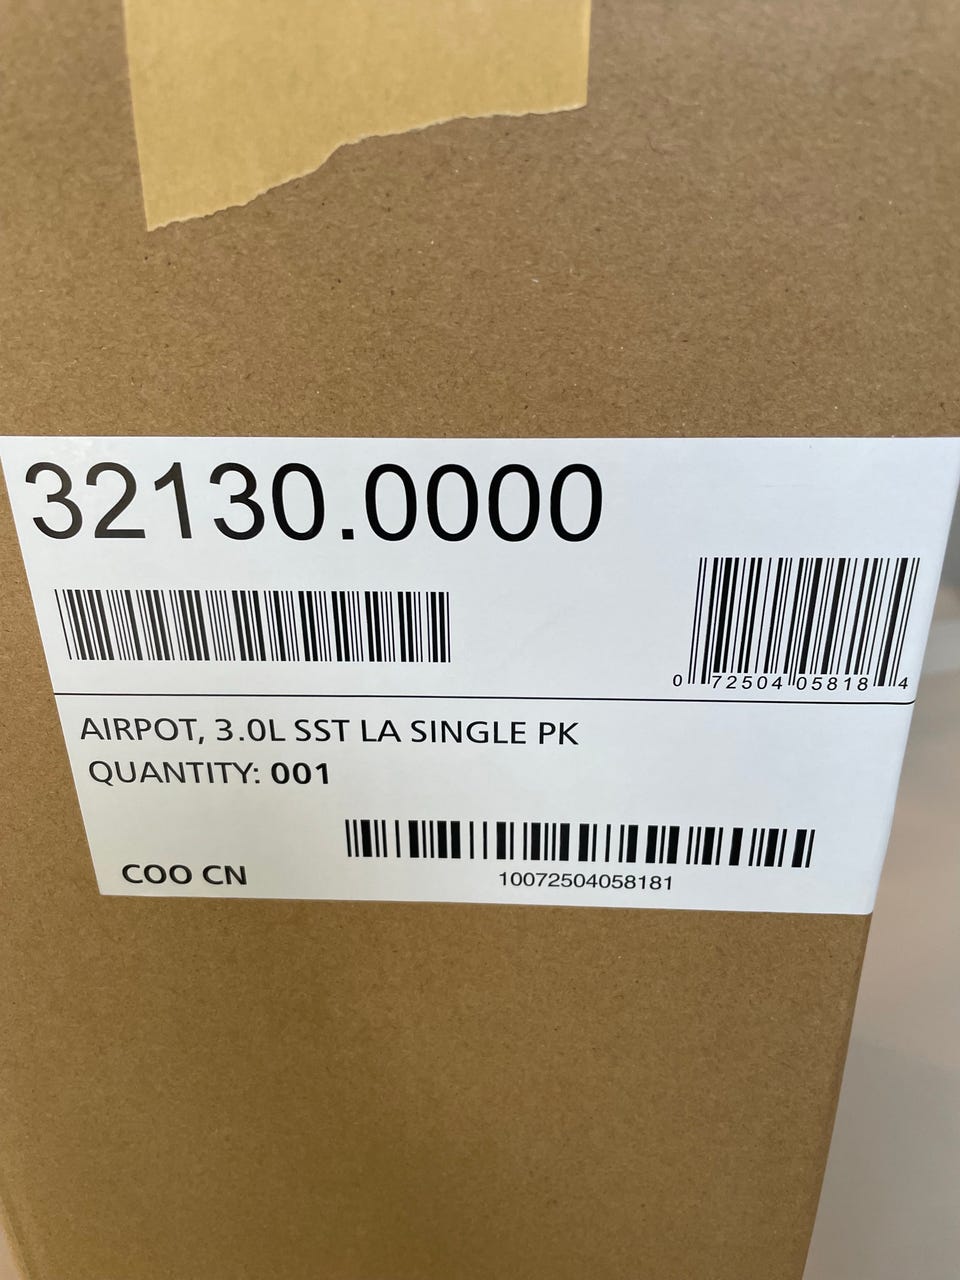 32130.0000
0 72504 05818 4
AIRPOT, 3.0L SST LA SINGLE PK
QUANTITY: 001
COO CN
10072504058181